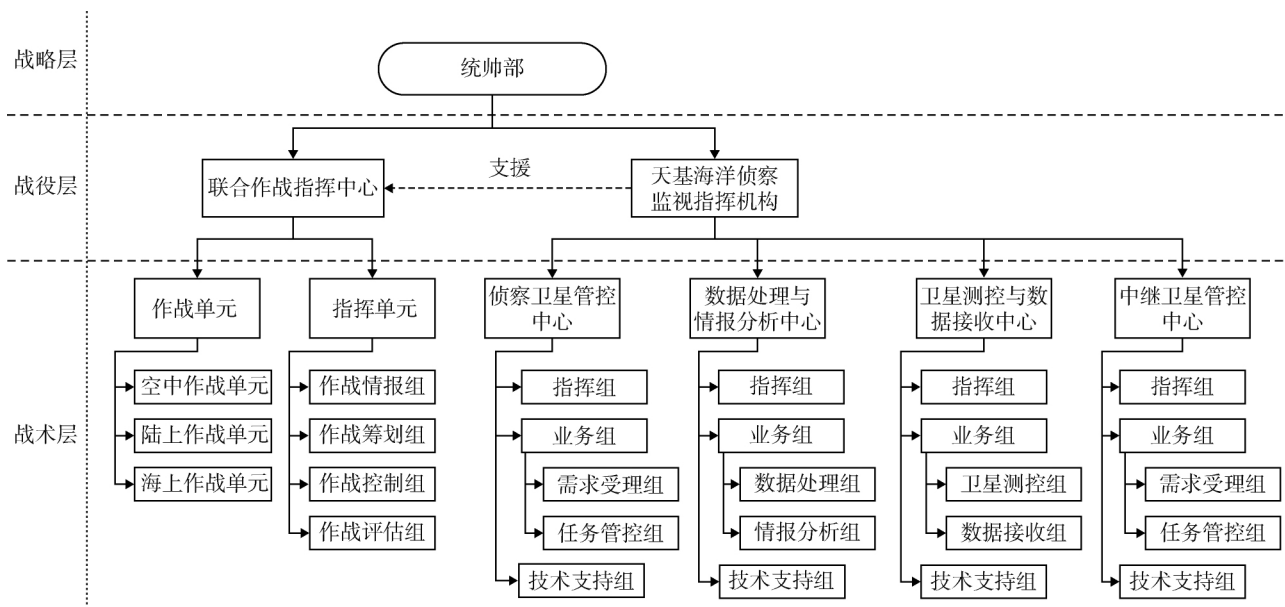 战略层
统帅部
战役层
联合作战指挥中心
支援
天基海洋侦察
监视指挥机构
战术层
作战单元
空中作战单元
陆上作战单元
海上作战单元
指挥单元
作战情报组
作战筹划组
作战控制组
作战评估组
侦察卫星管控
中心
指挥组
业务组
需求受理组
任务管控组
技术支持组
数据处理与
情报分析中心
指挥组
业务组
数据处理组
情报分析组
技术支持组
卫星测控与数
据接收中心
指挥组
业务组
卫星测控组
数据接收组
技术支持组
中继卫星管控
中心
指挥组
业务组
需求受理组
任务管控组
技术支持组